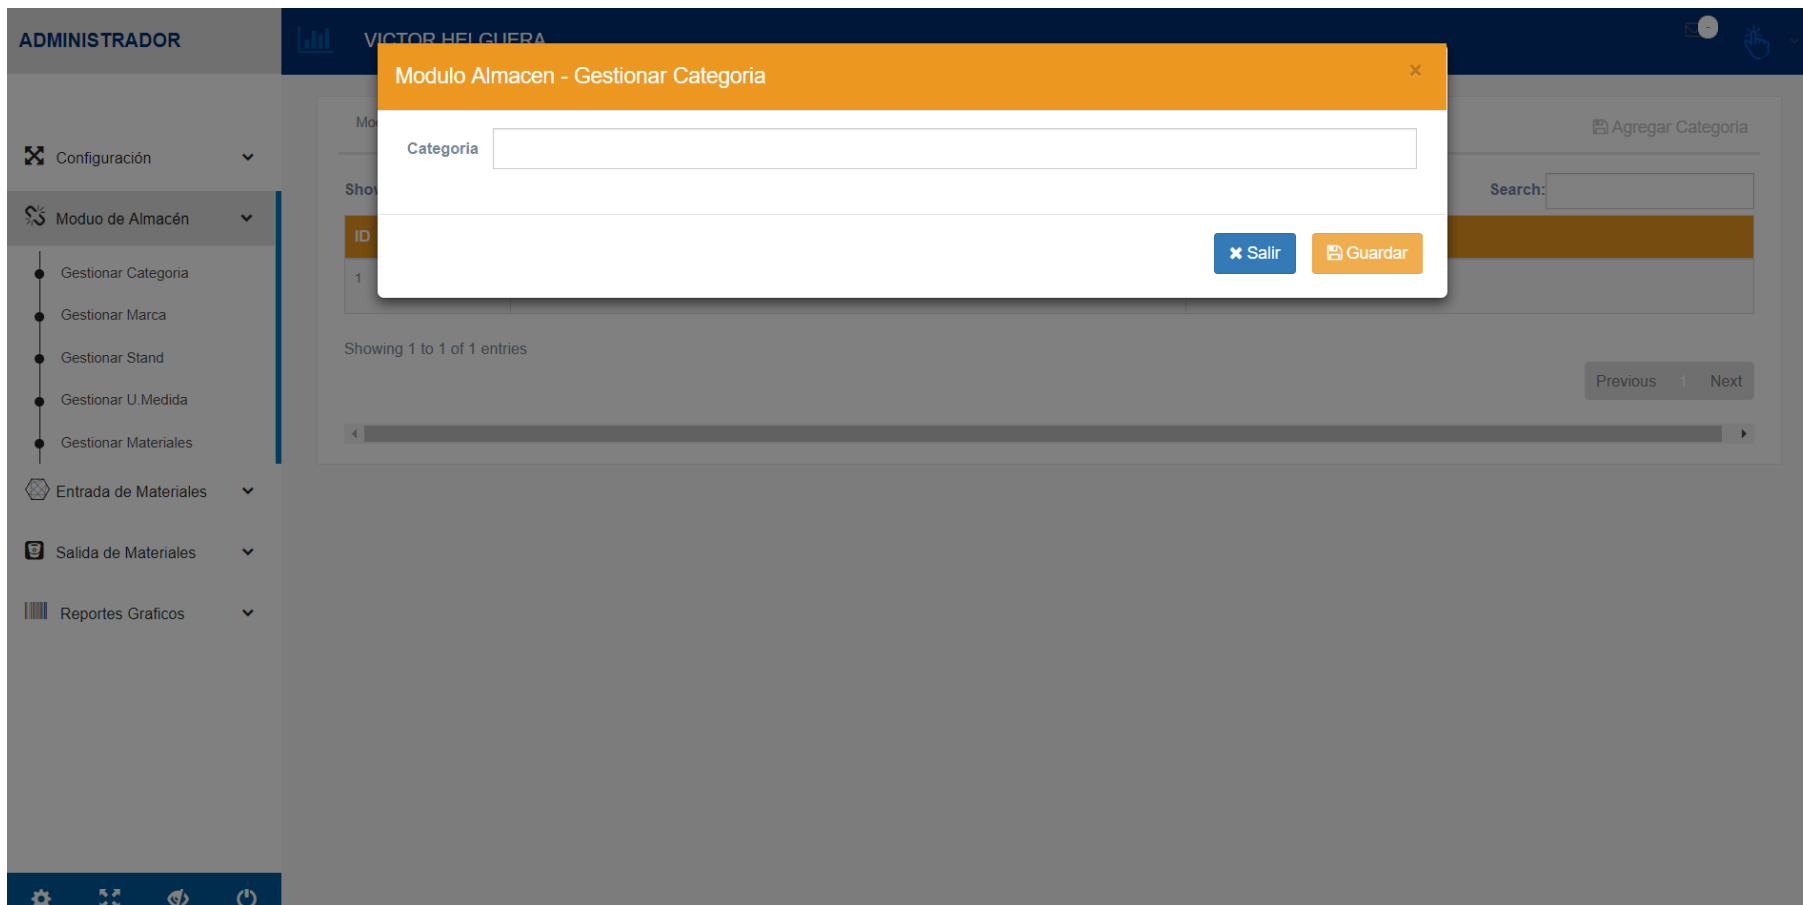 ADMINISTRADOR
VICTOR HELGUERA
Modulo Almacen - Gestionar Categoria
×
Categoria
Salir
Guardar
Agregar Categoria
Search:
ID
1
Showing 1 to 1 of 1 entries
Previous 1 Next
Configuración
Moduo de Almacén
Gestionar Categoria
Gestionar Marca
Gestionar Stand
Gestionar U.Medida
Gestionar Materiales
Entrada de Materiales
Salida de Materiales
Reportes Graficos